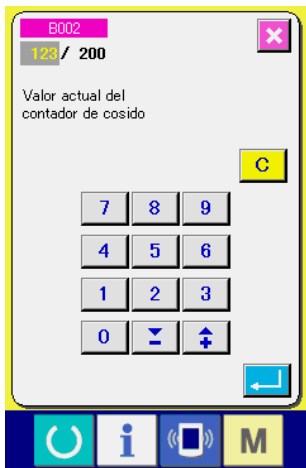 B002
123/ 200
Valor actual del
contador de cosido
C
7 8 9
4 5 6
1 2 3
0
i M